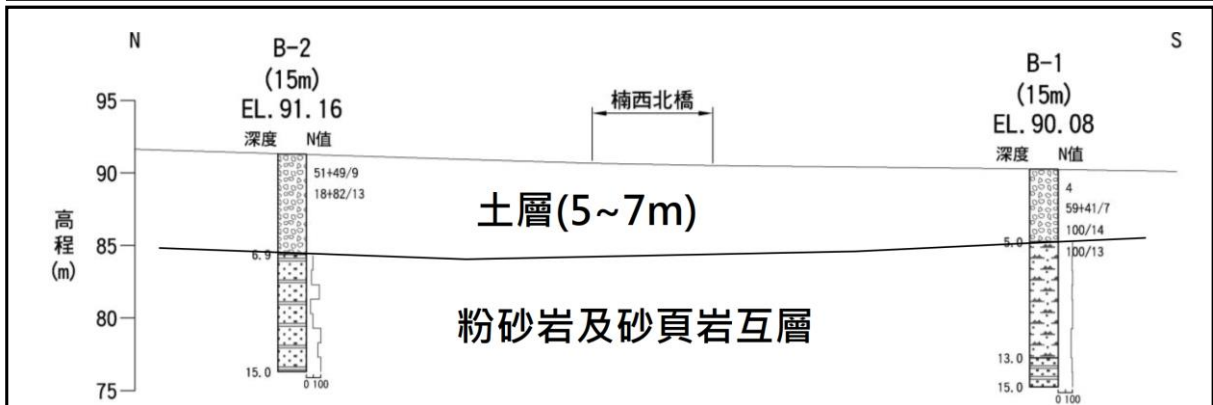 N
S
B-2
(15m)
EL.91.16
深度 N值
楠西北橋
B-1
(15m)
EL.90.08
深度 N值
95
90
85
80
75
高程
(m)
51+49/9
18+82/13
6.9
15.0
0 100
土層(5~7m)
粉砂岩及砂頁岩互層
4
59+41/7
100/14
100/13
5.0
13.0
15.0
0 100